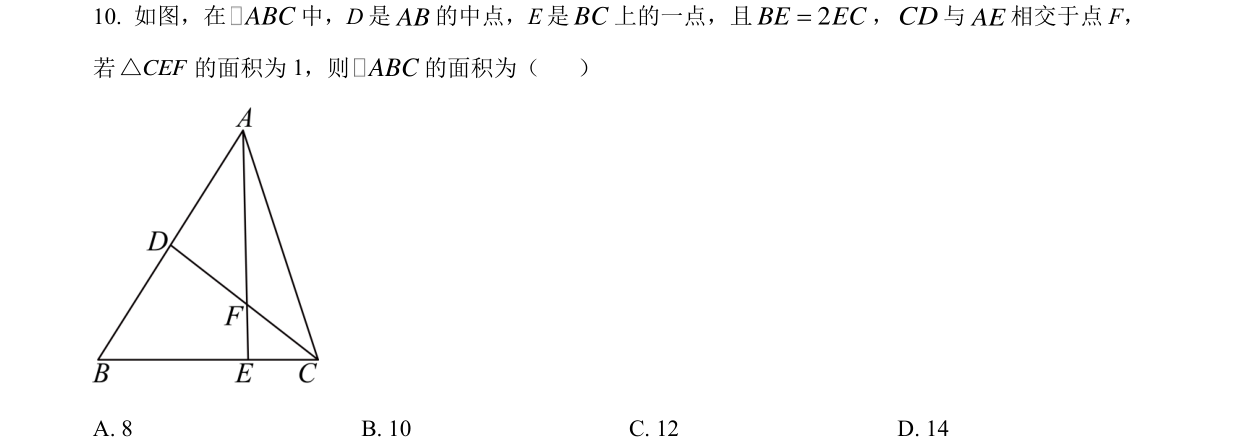 10. 如图，在▯ABC 中，D 是 AB 的中点，E 是 BC 上的一点，且 BE = 2EC，CD 与 AE 相交于点 F，
若 △CEF 的面积为 1，则▯ABC 的面积为（　　）
A
D
F
B E C
A. 8 B. 10 C. 12 D. 14